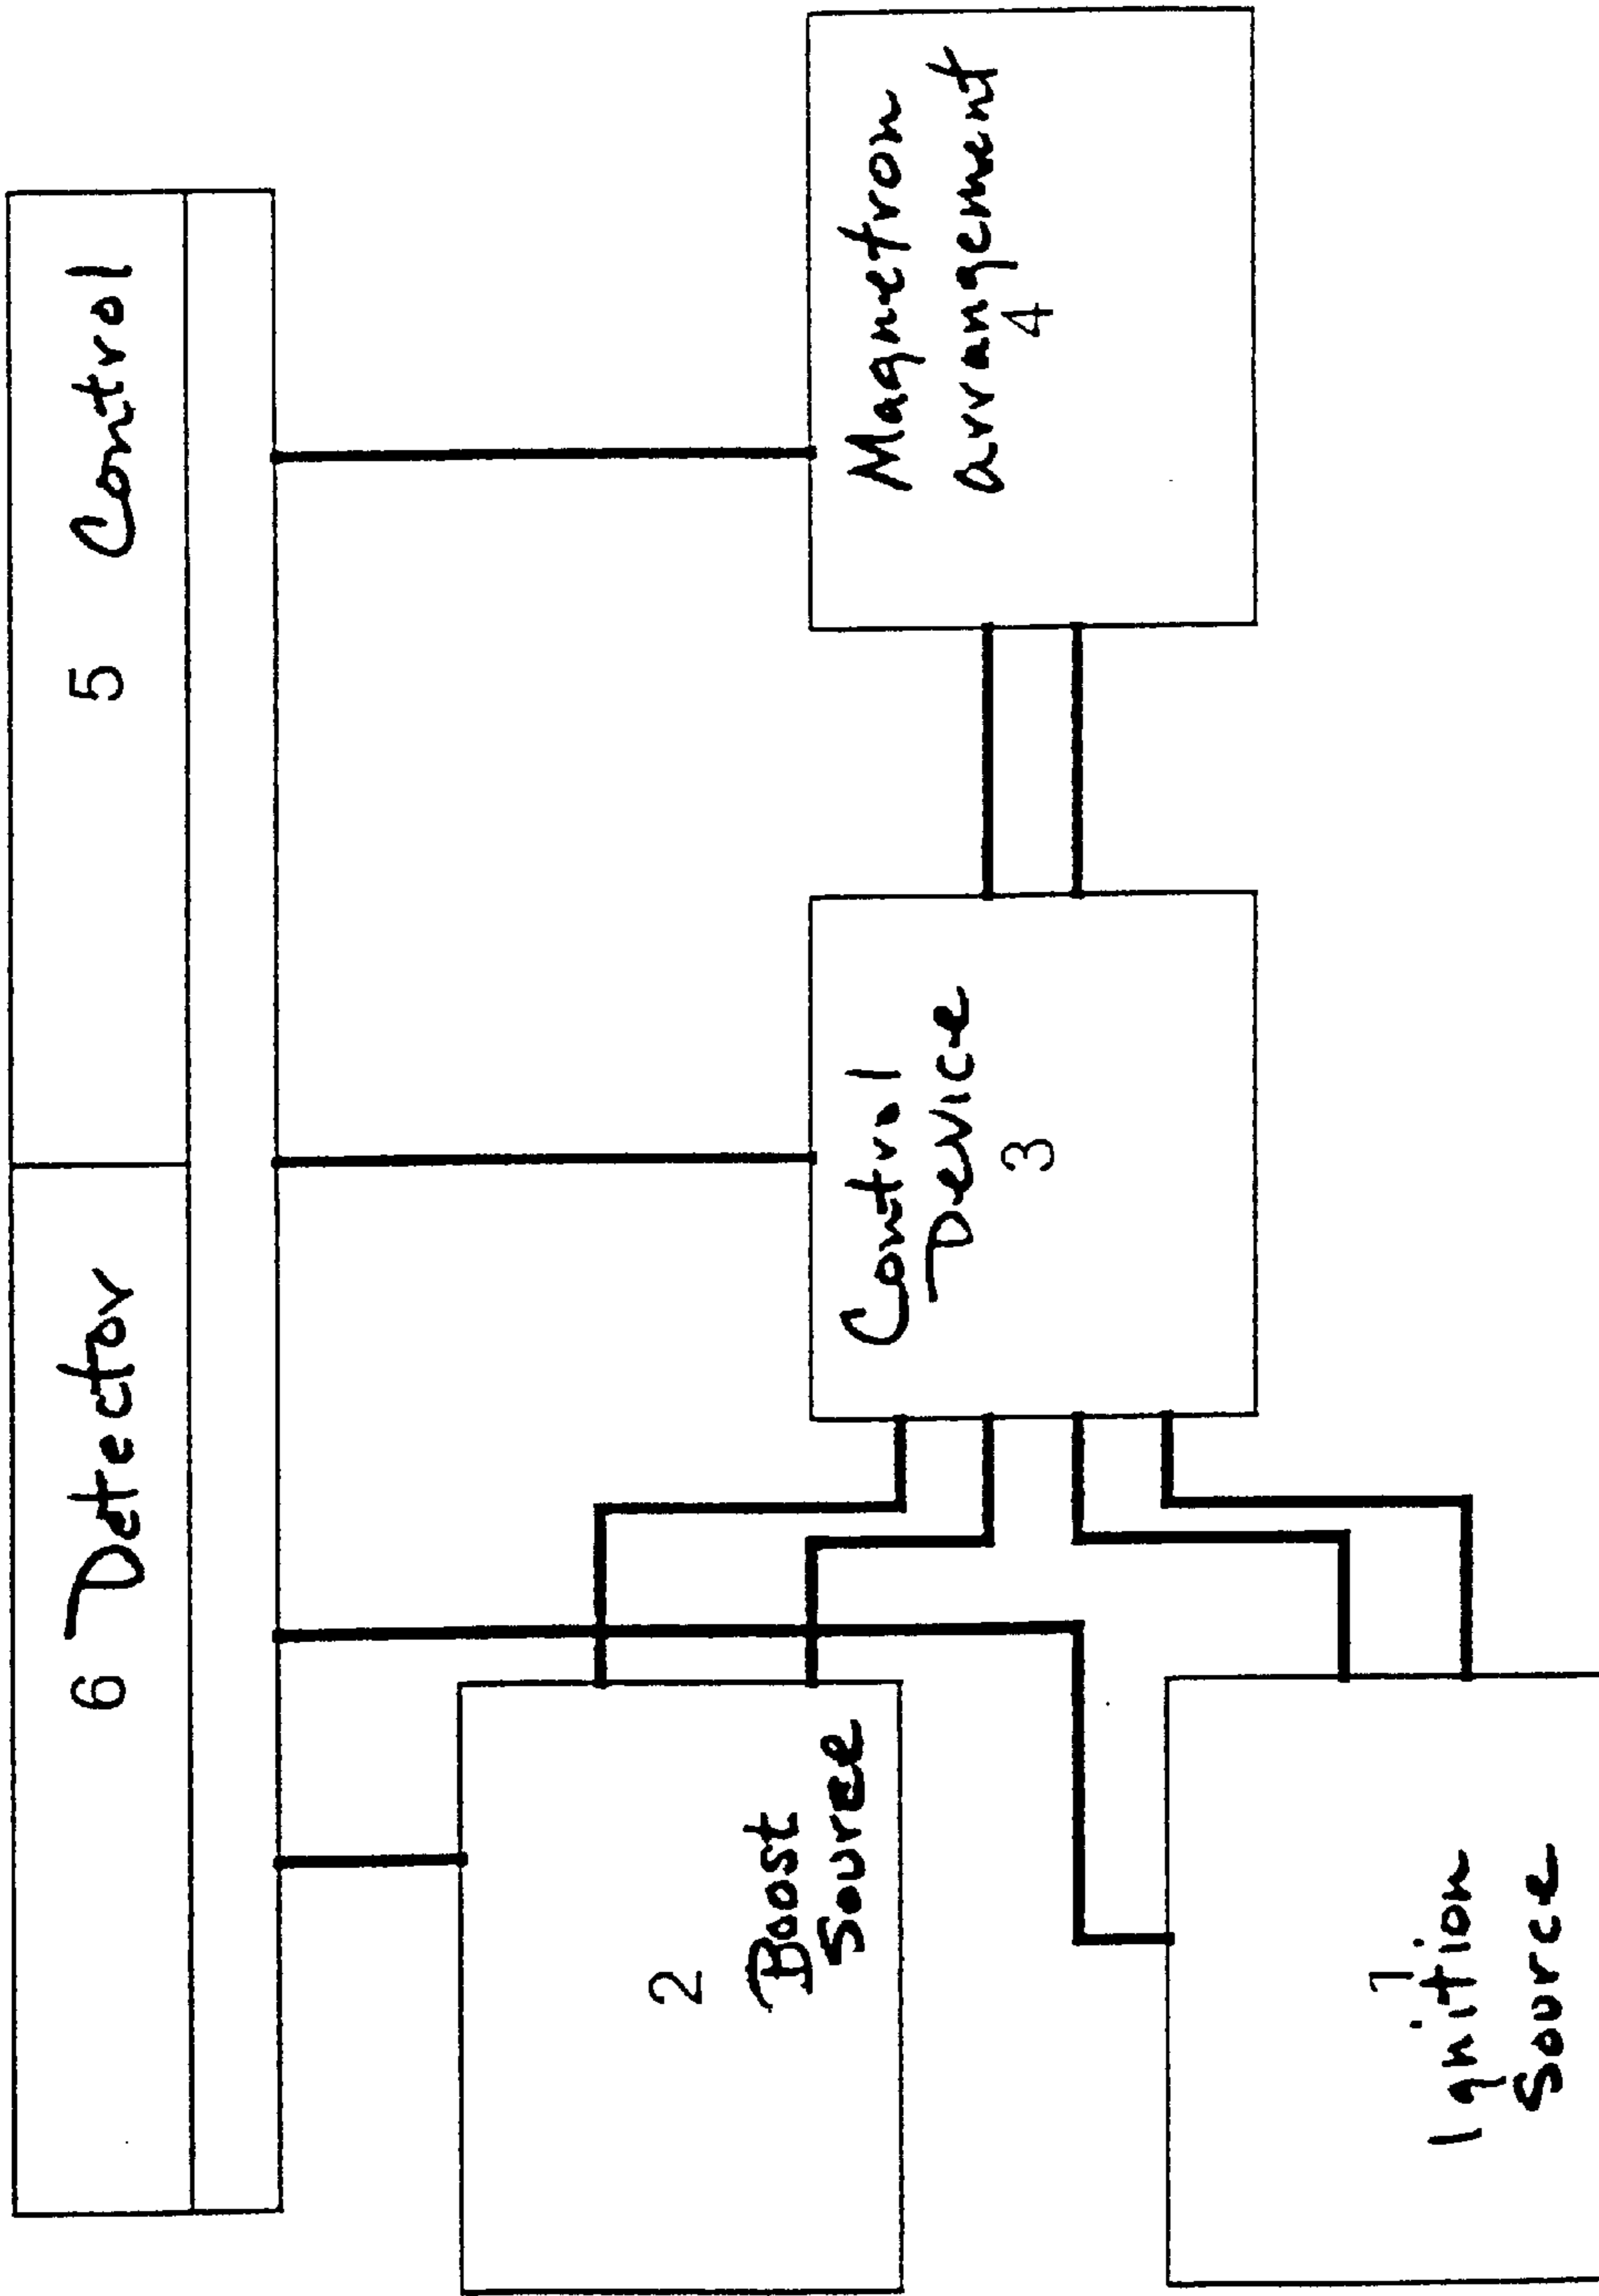 6 Detector
5 Control
2
Boost
Source
Control
Device
3
Magnetron
arrangement
4
1
Ignition
Source